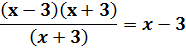 (x − 3)(x + 3)
(x + 3) = x − 3